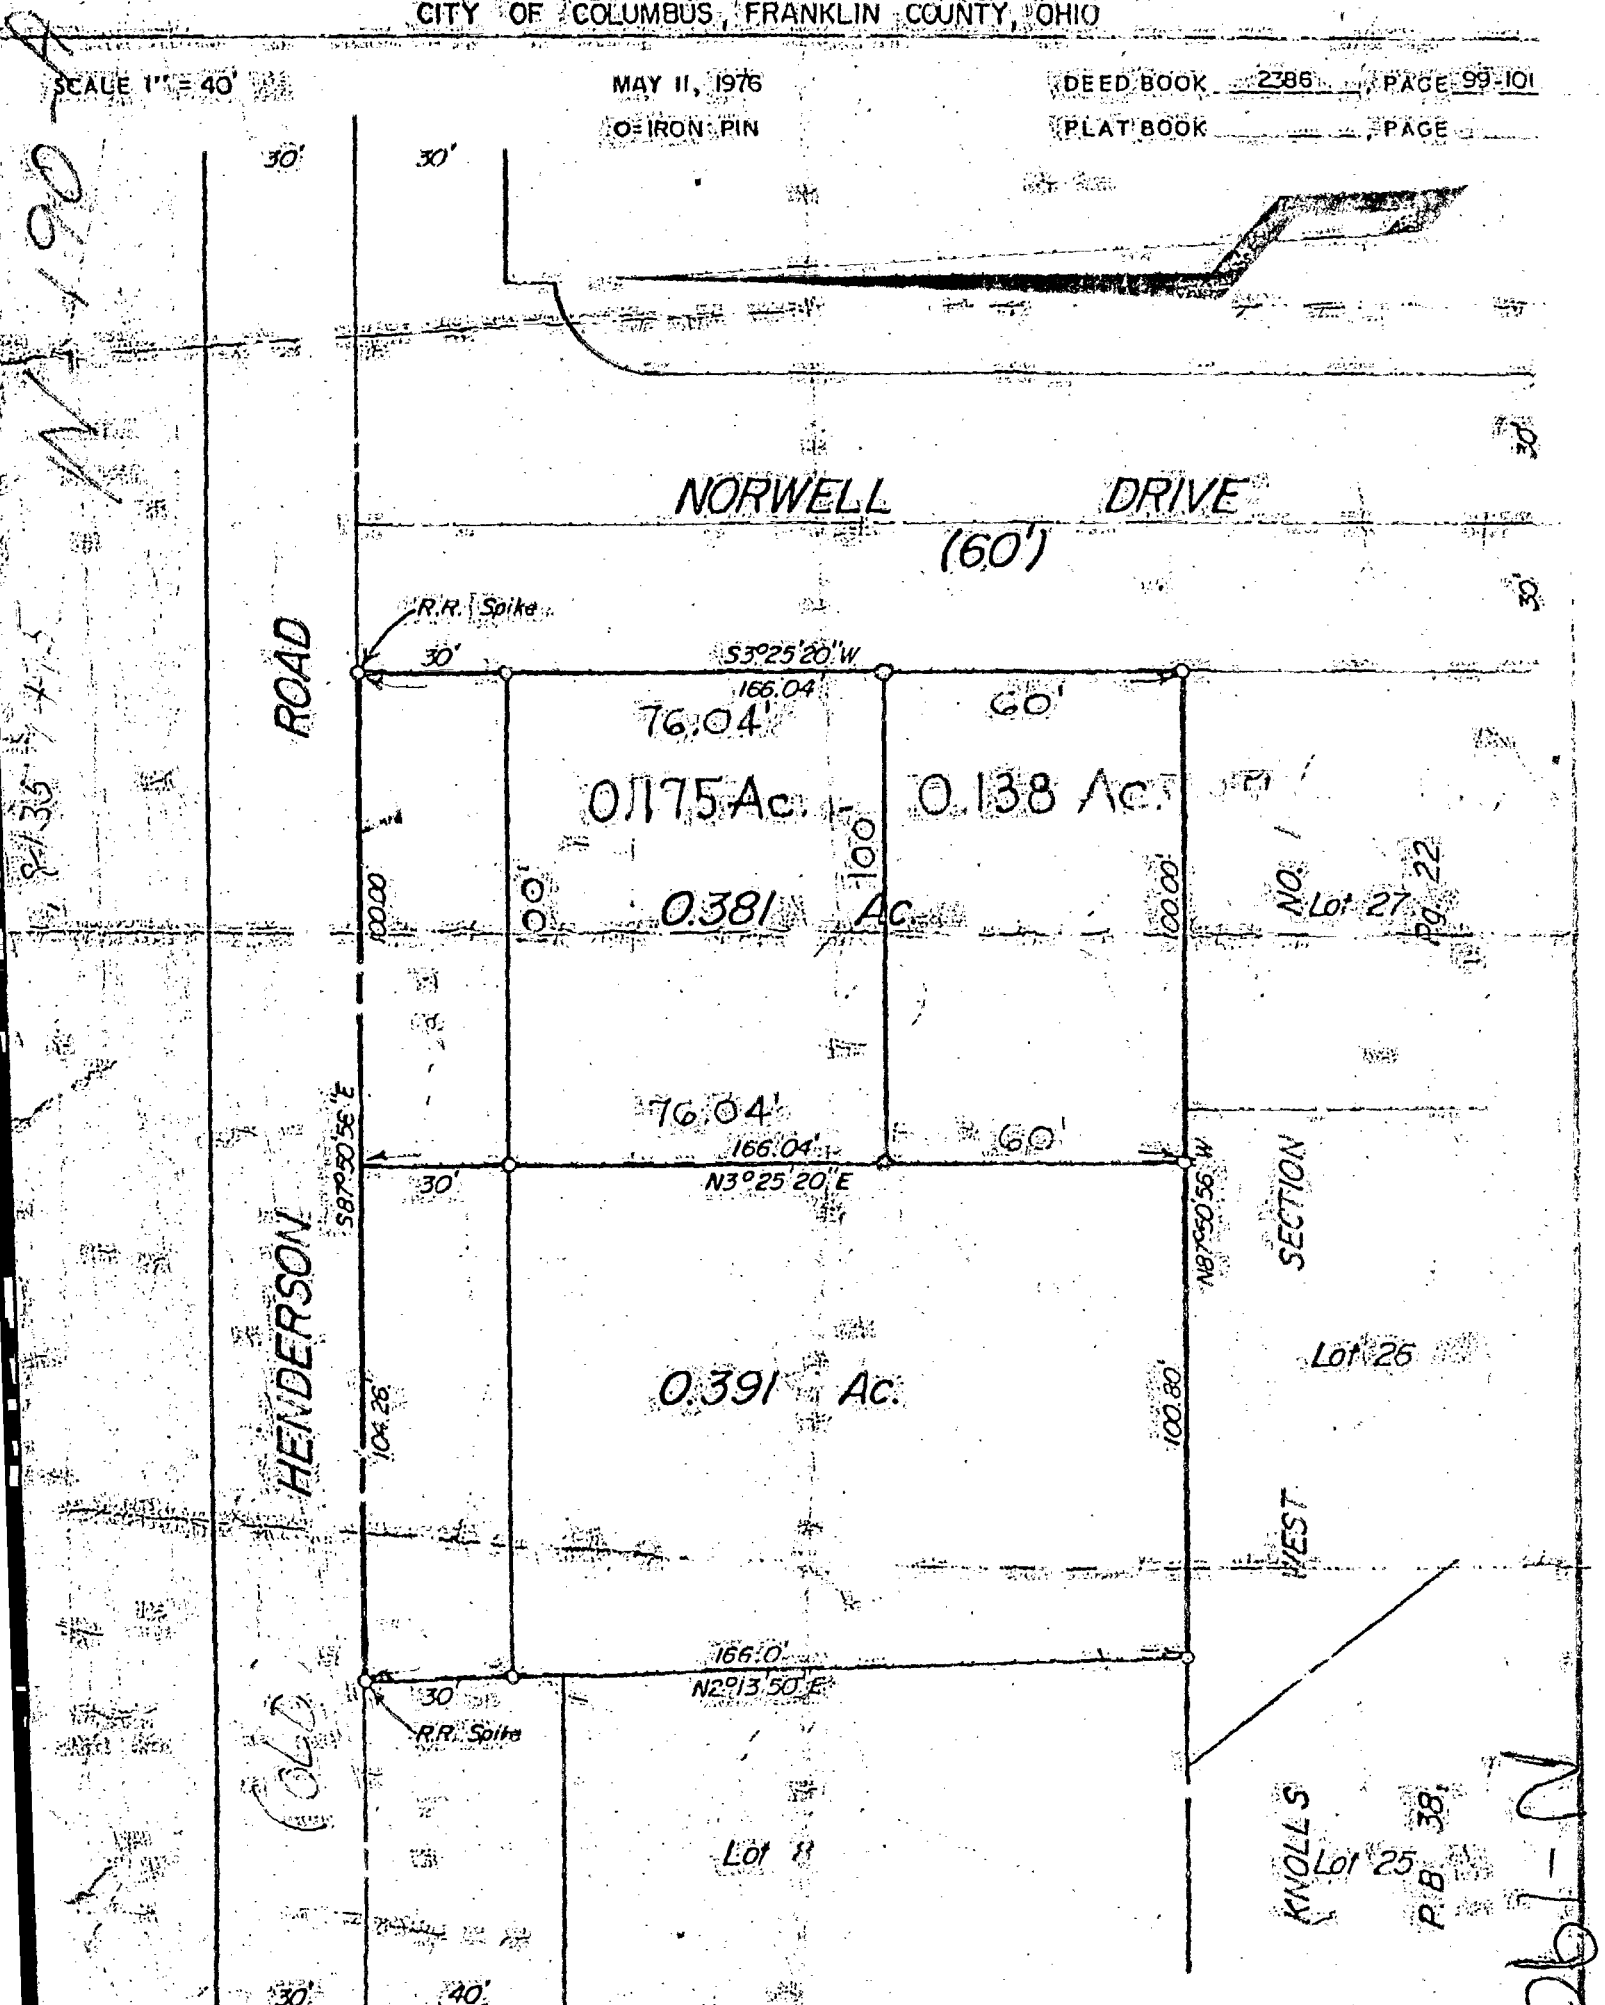 CITY OF COLUMBUS, FRANKLIN COUNTY, OHIO
SCALE 1" = 40'
MAY 11, 1976
DEED BOOK 2386, PAGE 99-101
O=IRON PIN
PLAT BOOK , PAGE
30' 30'
N-190-A
30'
NORWELL DRIVE
(60')
30'
R.R. Spike
ROAD
30'
S3°25'20"W
166.04'
76.04'
60'
0.175 Ac.
0.138 Ac.
100'
100'
100.00'
100.00'
0.381 Ac.
NO. 1
Lot 27
Pg. 22
S87°50'56"E
76.04'
166.04'
60'
30'
N3°25'20"E
N87°50'56"W
SECTION
HENDERSON
Lot 26
0.391 Ac.
104.26'
100.80'
WEST
166.0'
N2°13'50"E
30'
R.R. Spike
(OLD)
Lot 8
KNOLLS
Lot 25
P.B. 38,
30' 40'